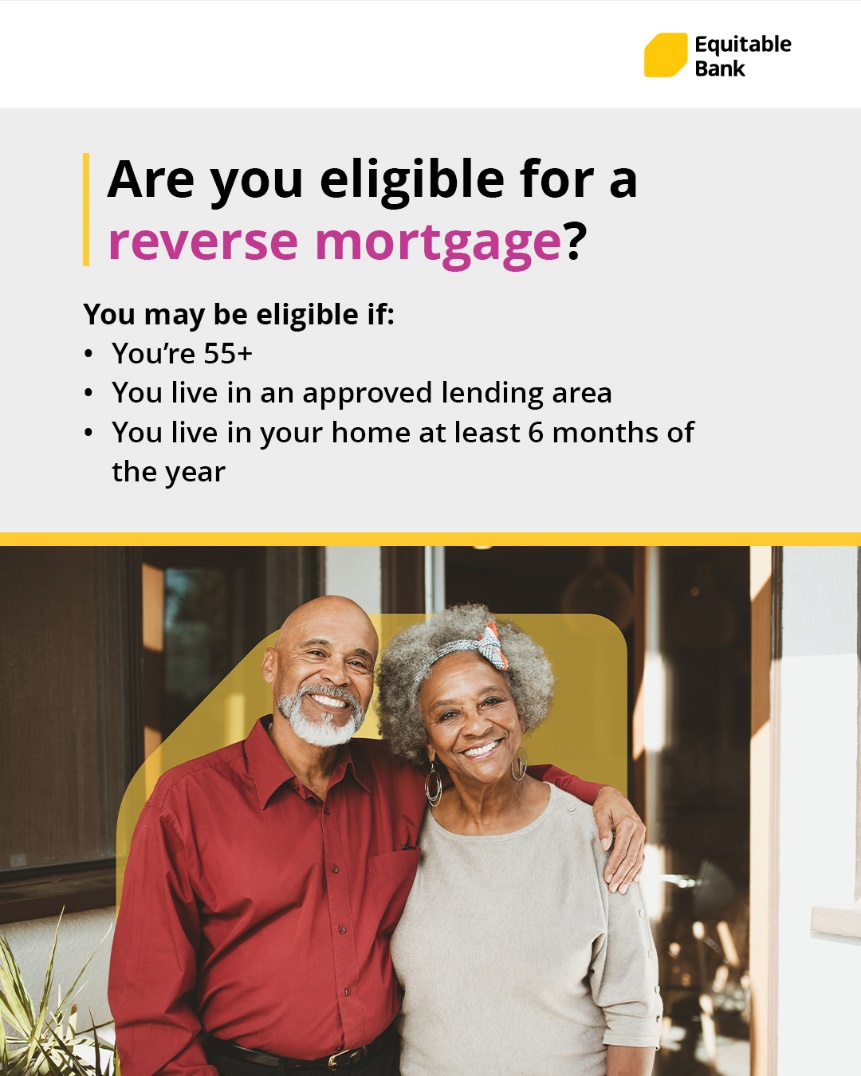 Equitable
Bank
Are you eligible for a
reverse mortgage?
You may be eligible if:
• You’re 55+
• You live in an approved lending area
• You live in your home at least 6 months of
the year